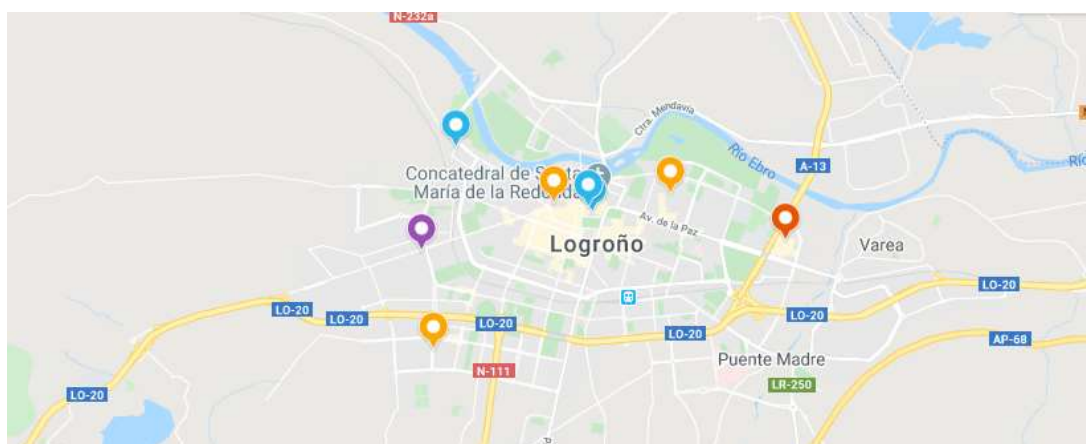 N-232a
Ctra. Mendavia
Río Ebro
A-13
Concatedral de Santa
María de la Redonda
Av. de la Paz
Logroño
Varea
LO-20
LO-20
LO-20
LO-20
LO-20
LO-20
AP-68
Puente Madre
N-111
LR-250
LO-20